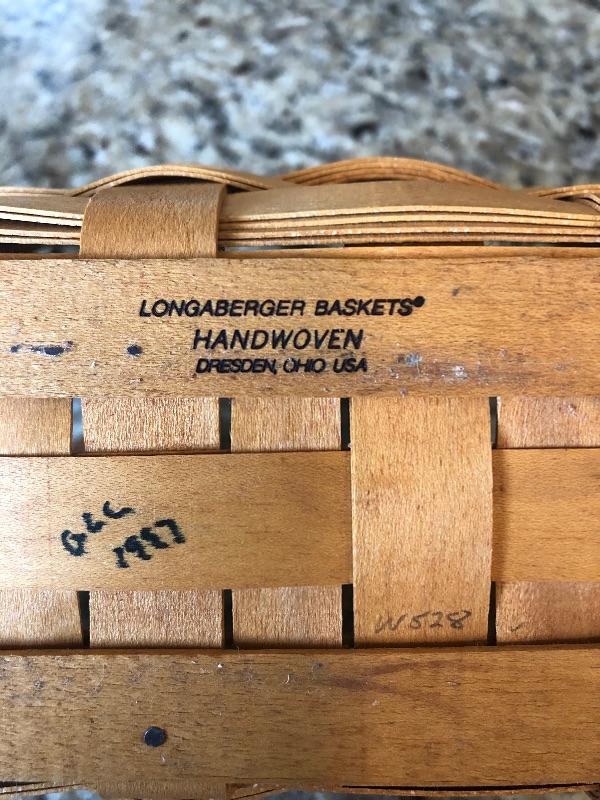 LONGABERGER BASKETS®
HANDWOVEN
DRESDEN, OHIO USA
GLC
1987
W528